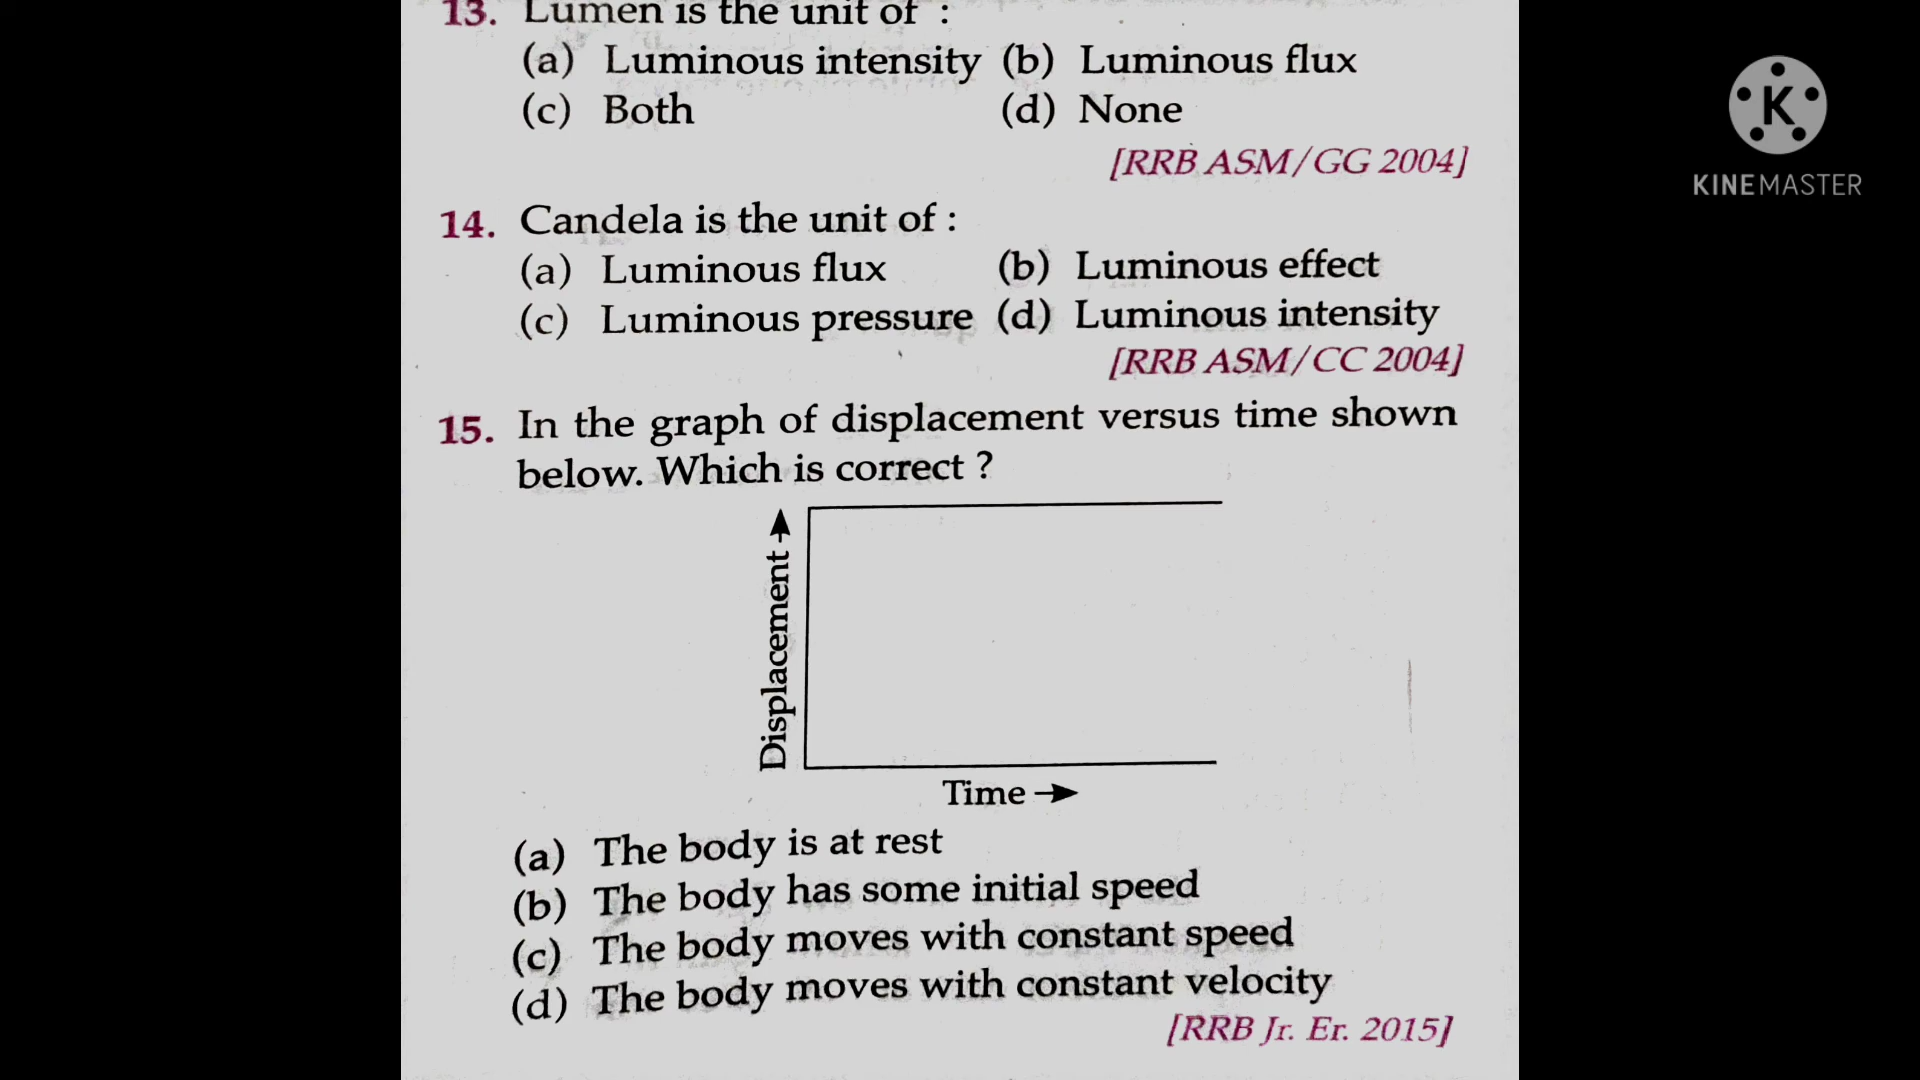 13. Lumen is the unit of :
(a) Luminous intensity (b) Luminous flux
(c) Both (d) None
[RRB ASM/GG 2004]
14. Candela is the unit of :
(a) Luminous flux (b) Luminous effect
(c) Luminous pressure (d) Luminous intensity
[RRB ASM/CC 2004]
15. In the graph of displacement versus time shown
below. Which is correct ?
Displacement
Time
(a) The body is at rest
(b) The body has some initial speed
(c) The body moves with constant speed
(d) The body moves with constant velocity
[RRB Jr. Er. 2015]
K
KINEMASTER